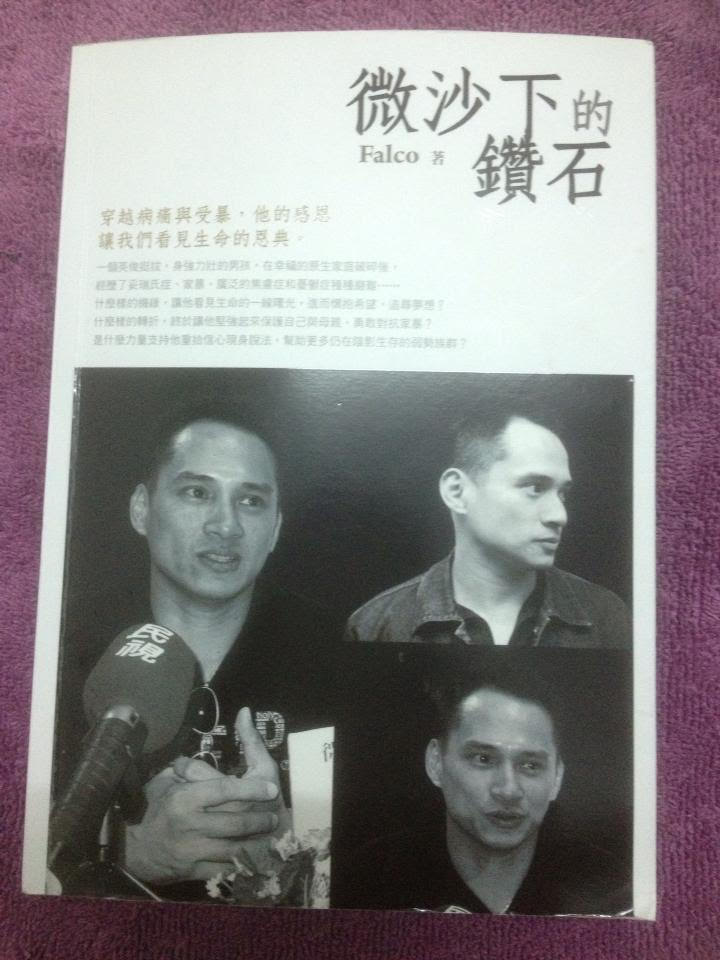 微沙下的
鑽石
Falco 著
穿越病痛與受暴，他的感恩
讓我們看見生命的恩典。
一個英俊挺拔，身強力壯的男孩，在幸福的原生家庭破碎後，
經歷了妥瑞氏症、家暴、廣泛的焦慮症和憂鬱症種種磨難……
什麼樣的機緣，讓他看見生命的一線曙光，進而懷抱希望、追尋夢想？
什麼樣的轉折，終於讓他堅強起來保護自己與母親，勇敢對抗家暴？
是什麼力量支持他重拾信心現身說法，幫助更多仍在陰影生存的弱勢族群？
民視